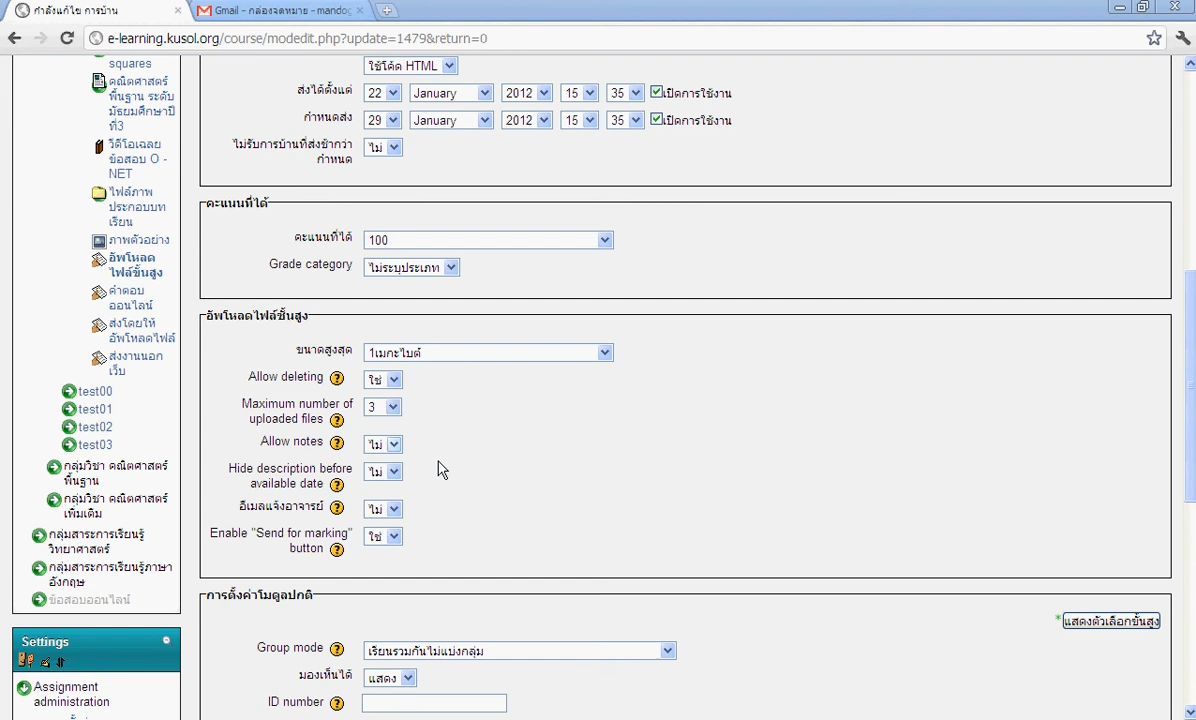 กำลังแก้ไข การบ้าน
Gmail - กล่องจดหมาย - mandog
e-learning.kusol.org/course/modedit.php?update=1479&return=0
squares
คณิตศาสตร์
พื้นฐาน ระดับ
มัธยมศึกษาปี
ที่3
วีดีโอเฉลย
ข้อสอบ O -
NET
ไฟล์ภาพ
ประกอบบท
เรียน
ภาพตัวอย่าง
อัพโหลด
ไฟล์ขั้นสูง
คำตอบ
ออนไลน์
ส่งโดยให้
อัพโหลดไฟล์
ส่งงานนอก
เว็บ
test00
test01
test02
test03
กลุ่มวิชา คณิตศาสตร์
พื้นฐาน
กลุ่มวิชา คณิตศาสตร์
เพิ่มเติม
กลุ่มสาระการเรียนรู้
วิทยาศาสตร์
กลุ่มสาระการเรียนรู้ภาษา
อังกฤษ
ข้อสอบออนไลน์
Settings
Assignment
administration
ใช้โค้ด HTML
ส่งได้ตั้งแต่ 22 January 2012 15 35 เปิดการใช้งาน
กำหนดส่ง 29 January 2012 15 35 เปิดการใช้งาน
ไม่รับการบ้านที่ส่งช้ากว่า ไม่
กำหนด
คะแนนที่ได้
คะแนนที่ได้ 100
Grade category ไม่ระบุประเภท
อัพโหลดไฟล์ชั้นสูง
ขนาดสูงสุด 1เมกะไบต์
Allow deleting ใช่
Maximum number of 3
uploaded files
Allow notes ไม่
Hide description before ไม่
available date
อีเมลแจ้งอาจารย์ ไม่
Enable "Send for marking" ใช่
button
การตั้งค่าโมดูลปกติ
* แสดงตัวเลือกขั้นสูง
Group mode เรียนรวมกันไม่แบ่งกลุ่ม
มองเห็นได้ แสดง
ID number